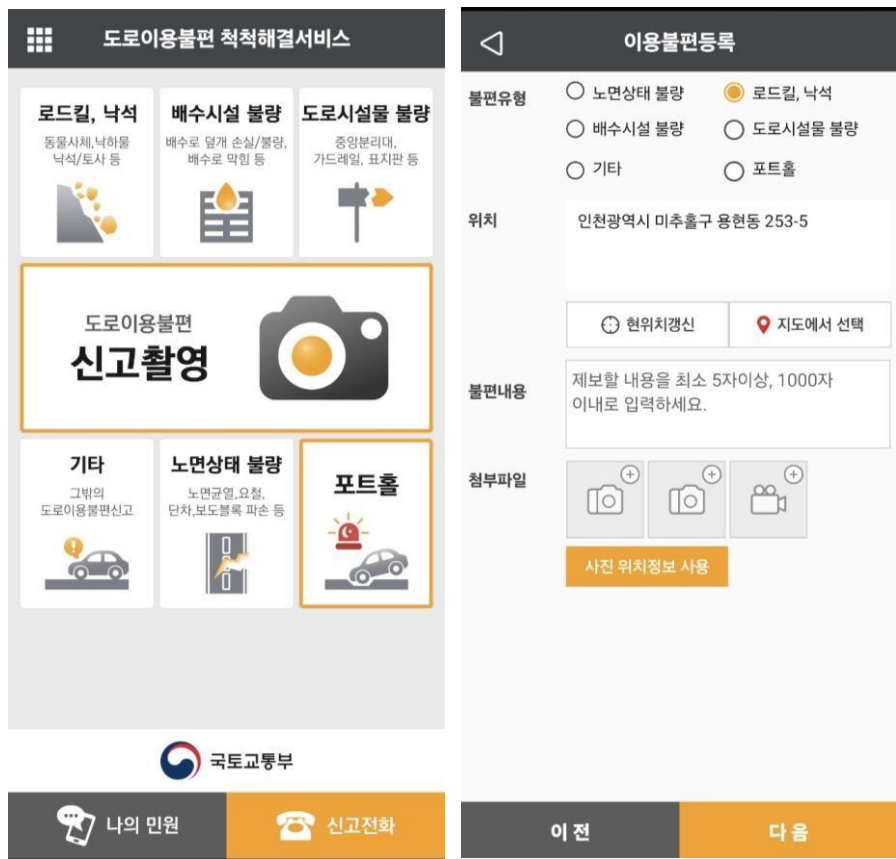 도로이용불편 척척해결서비스
로드킬, 낙석
동물사체,낙하물
낙석/토사 등
배수시설 불량
배수로 덮개 손실/불량,
배수로 막힘 등
도로시설물 불량
중앙분리대,
가드레일, 표지판 등
도로이용불편
신고촬영
기타
그밖의
도로이용불편신고
노면상태 불량
노면균열,요철,
단차,보도블록 파손 등
포트홀
국토교통부
나의 민원
신고전화
이용불편등록
불편유형
노면상태 불량
로드킬, 낙석
배수시설 불량
도로시설물 불량
기타
포트홀
위치
인천광역시 미추홀구 용현동 253-5
현위치갱신
지도에서 선택
불편내용
제보할 내용을 최소 5자이상, 1000자
이내로 입력하세요.
첨부파일
사진 위치정보 사용
이 전
다 음